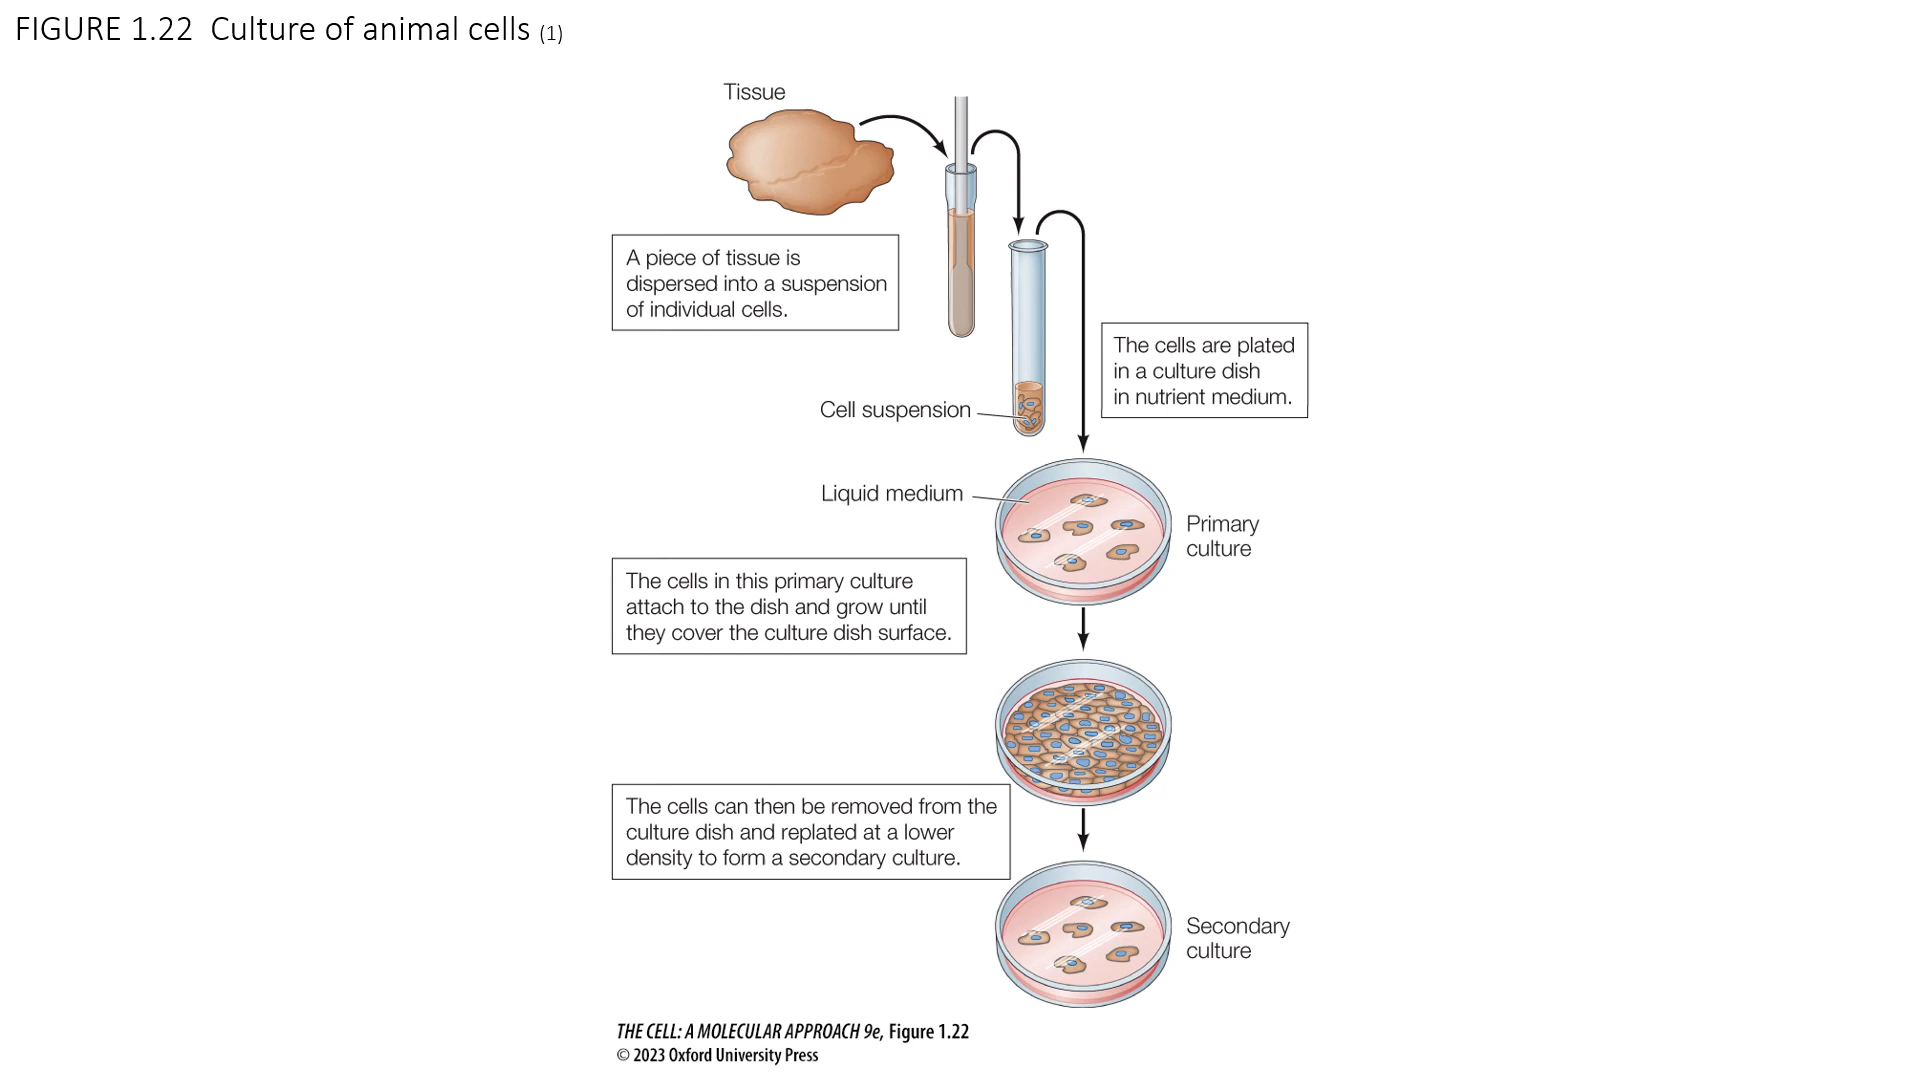 FIGURE 1.22 Culture of animal cells (1)
Tissue
A piece of tissue is
dispersed into a suspension
of individual cells.
The cells are plated
in a culture dish
in nutrient medium.
Cell suspension
Liquid medium
Primary
culture
The cells in this primary culture
attach to the dish and grow until
they cover the culture dish surface.
The cells can then be removed from the
culture dish and replated at a lower
density to form a secondary culture.
Secondary
culture
THE CELL: A MOLECULAR APPROACH 9e, Figure 1.22
© 2023 Oxford University Press